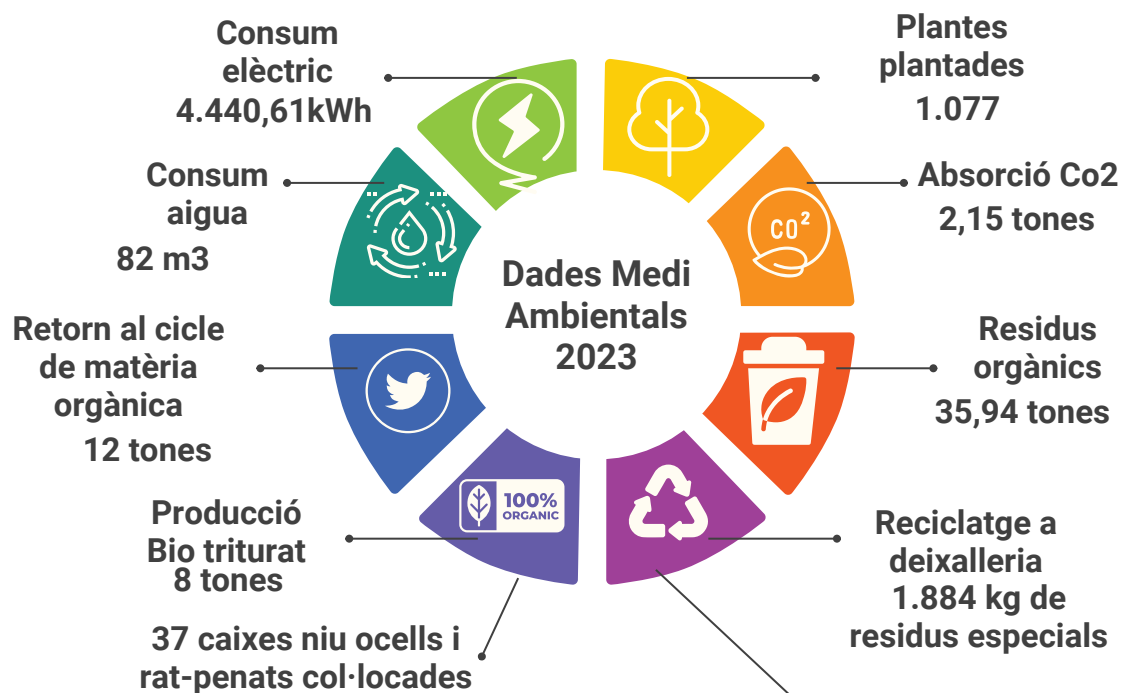 Consum
elèctric
4.440,61kWh
Plantes
plantades
1.077
Consum
aigua
82 m3
Absorció Co2
2,15 tones
CO²
Dades Medi
Ambientals
2023
Retorn al cicle
de matèria
orgànica
12 tones
Residus
orgànics
35,94 tones
100%
ORGANIC
Producció
Bio triturat
8 tones
Reciclatge a
deixalleria
1.884 kg de
residus especials
37 caixes niu ocells i
rat-penats col·locades